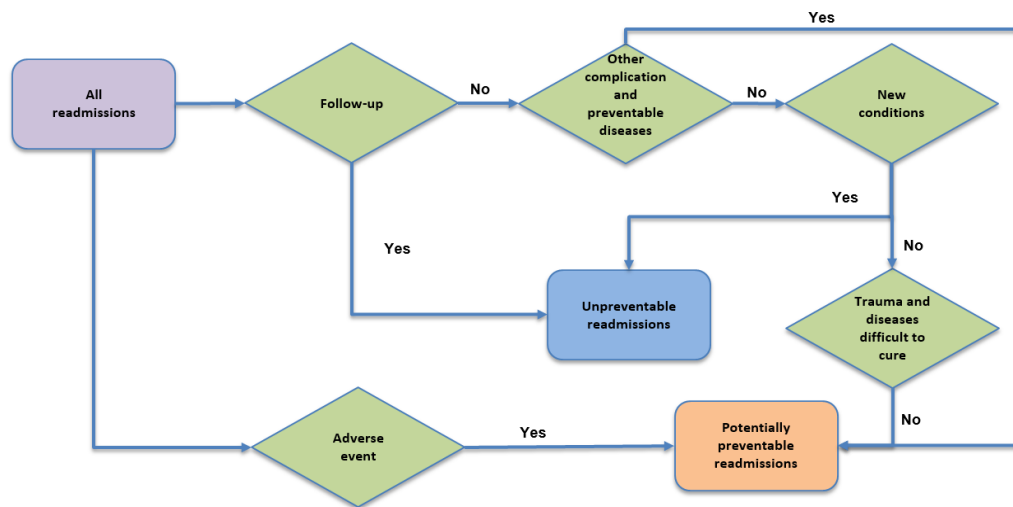 Yes
All
readmissions
Follow-up
No
Other
complication
and
preventable
diseases
No
New
conditions
Yes
Yes
No
Unpreventable
readmissions
Trauma and
diseases
difficult to
cure
Adverse
event
Yes
Potentially
preventable
readmissions
No